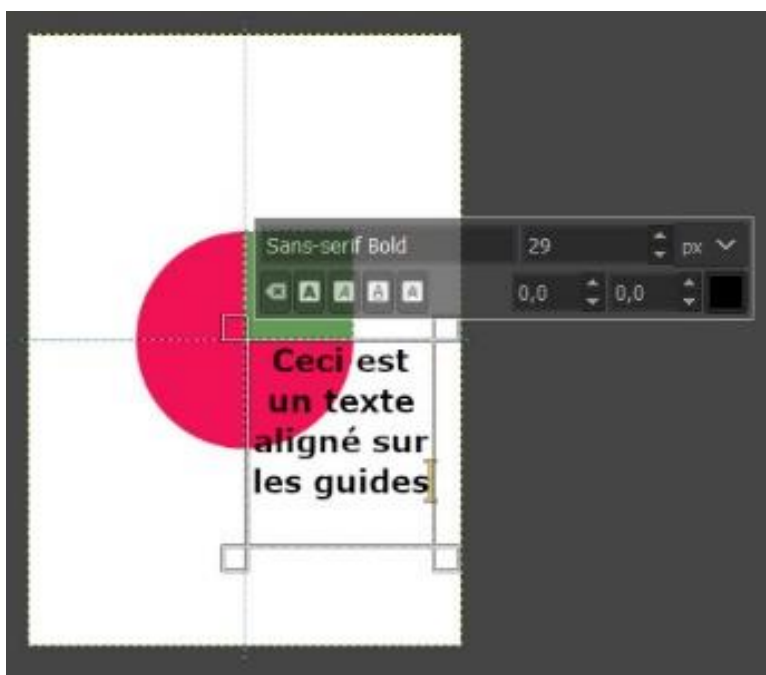 Sans-serif Bold 29 px
0,0 0,0
Ceci est
un texte
aligné sur
les guides